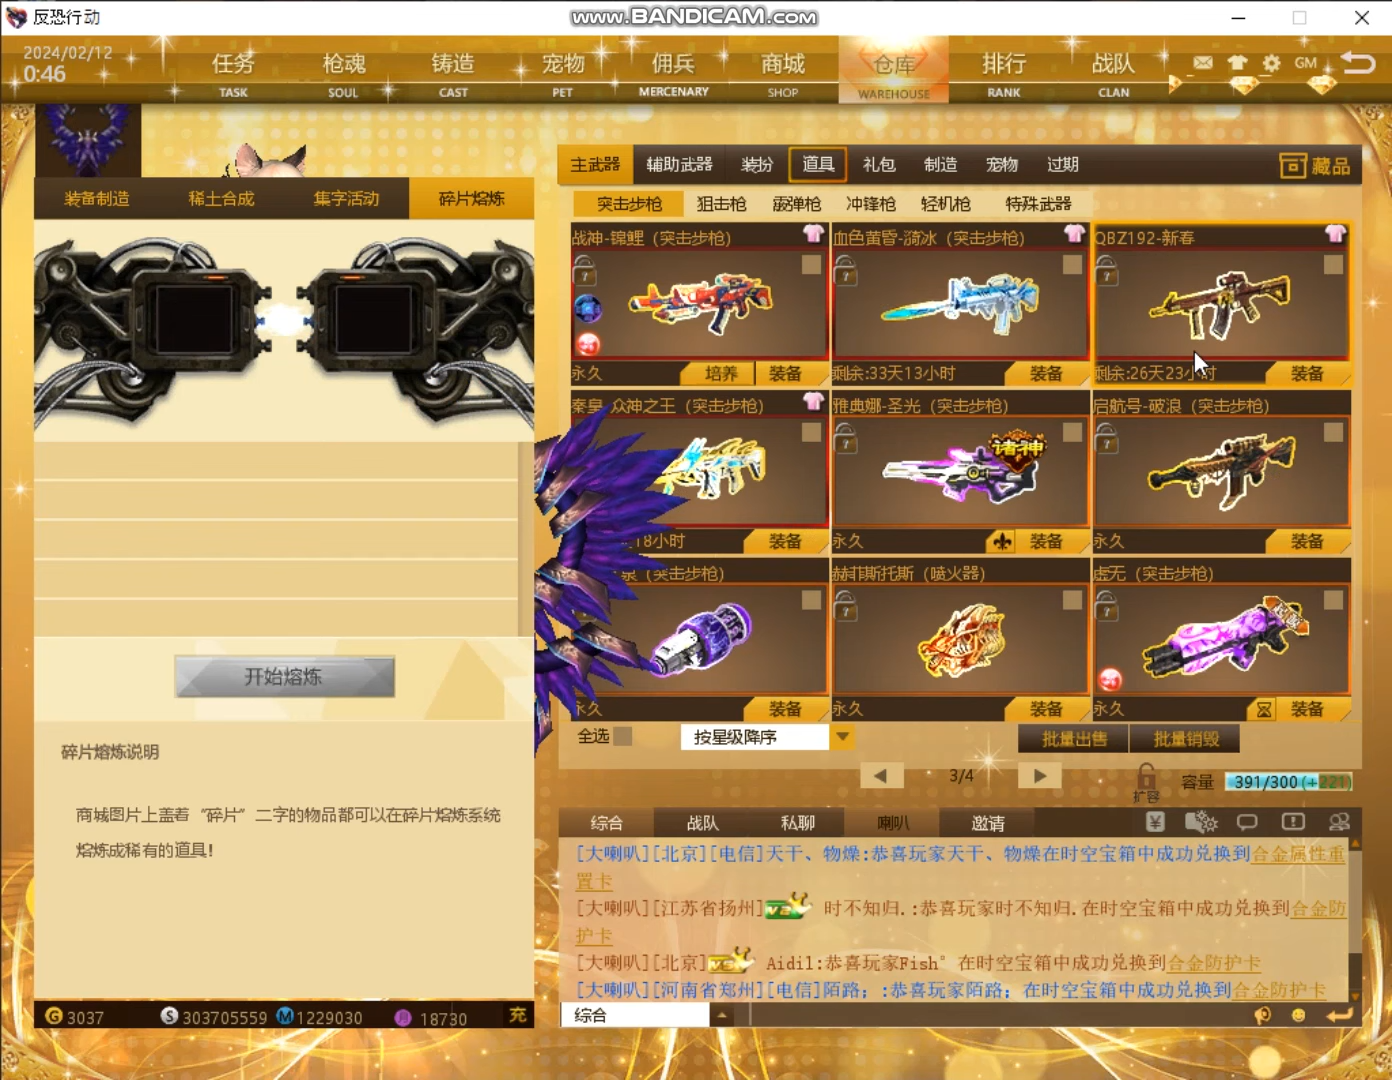 反恐行动
www.BANDICAM.com
2024/02/12
0:46
任务 枪魂 铸造 宠物 佣兵 商城 仓库 排行 战队 GM
TASK SOUL CAST PET MERCENARY SHOP WAREHOUSE RANK CLAN
主武器 辅助武器 装扮 道具 礼包 制造 宠物 过期 藏品
装备制造 稀土合成 集字活动 碎片熔炼
突击步枪 狙击枪 霰弹枪 冲锋枪 轻机枪 特殊武器
战神-锦鲤（突击步枪） 血色黄昏-漪冰（突击步枪） QBZ192-新春
永久 培养 装备 剩余:33天13小时 装备 剩余:26天23小时 装备
秦皇-众神之王（突击步枪） 雅典娜-圣光（突击步枪） 启航号-破浪（突击步枪）
诸神
18小时 装备 永久 装备 永久 装备
（突击步枪） 赫菲斯托斯（喷火器） 虚无（突击步枪）
永久 装备 永久 装备 永久 装备
开始熔炼
全选 按星级降序 批量出售 批量销毁
3/4 扩容 容量 391/300(+221)
碎片熔炼说明
商城图片上盖着“碎片”二字的物品都可以在碎片熔炼系统
熔炼成稀有的道具!
综合 战队 私聊 喇叭 邀请
[大喇叭][北京][电信]天干、物燥:恭喜玩家天干、物燥在时空宝箱中成功兑换到合金属性重
置卡
[大喇叭][江苏省扬州] V2 时不知归.:恭喜玩家时不知归.在时空宝箱中成功兑换到合金防
护卡
[大喇叭][北京] Aidil:恭喜玩家Fish°在时空宝箱中成功兑换到合金防护卡
[大喇叭][河南省郑州][电信]陌路；:恭喜玩家陌路；在时空宝箱中成功兑换到合金防护卡
综合
G 3037 S 303705559 M 1229030 月 18730 充